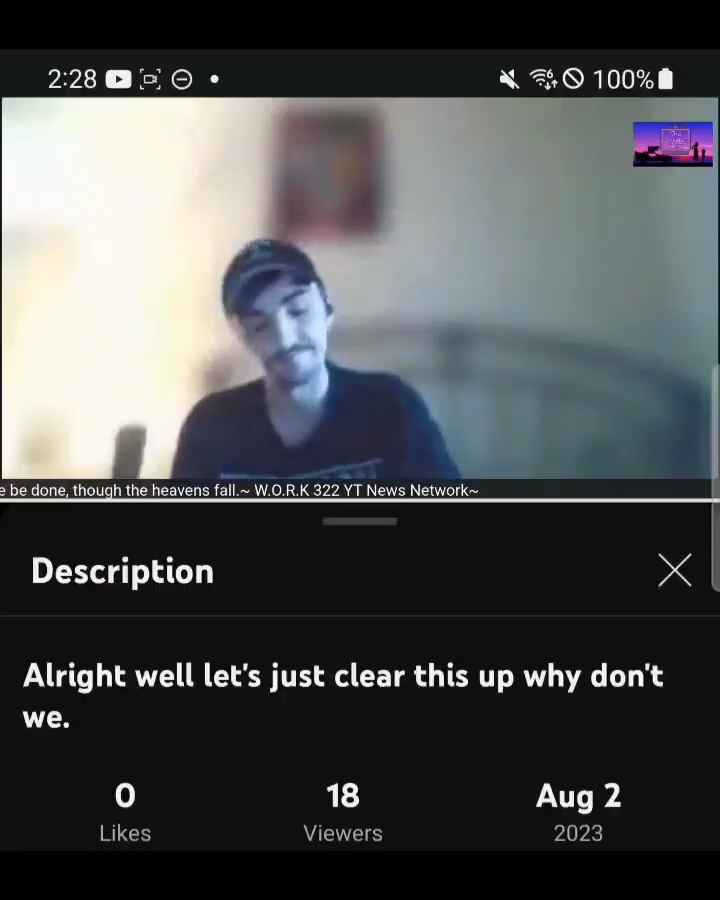 2:28
100%
e be done, though the heavens fall.~ W.O.R.K 322 YT News Network~
Description
Alright well let's just clear this up why don't
we.
0
18
Aug 2
Likes
Viewers
2023